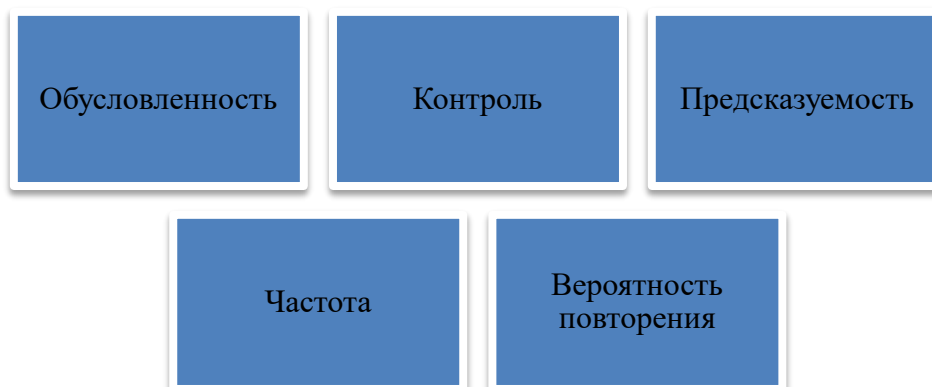 Обусловленность
Контроль
Предсказуемость
Частота
Вероятность
повторения